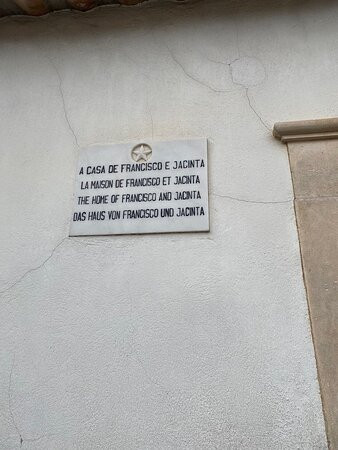 A CASA DE FRANCISCO E JACINTA
LA MAISON DE FRANCISCO ET JACINTA
THE HOME OF FRANCISCO AND JACINTA
DAS HAUS VON FRANCISCO UND JACINTA